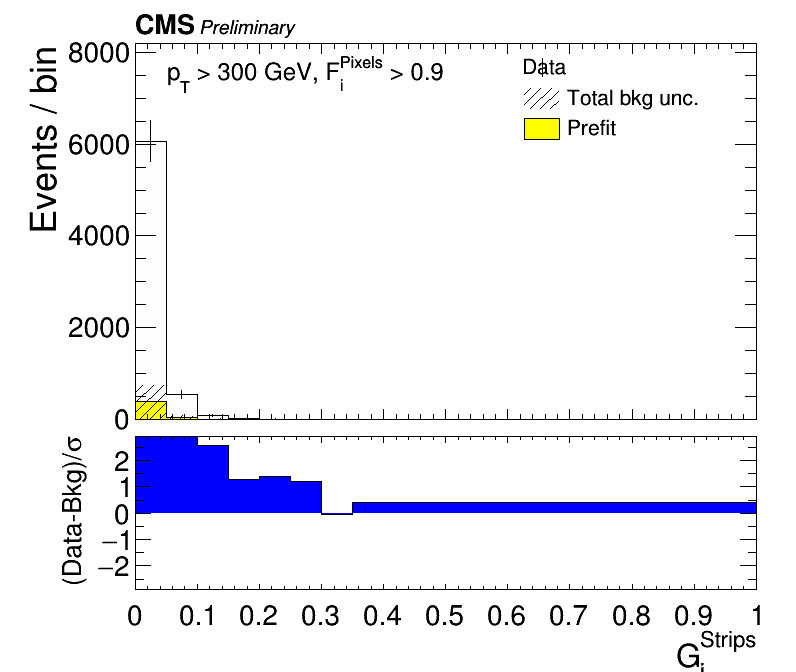 CMS Preliminary
8000
6000
4000
2000
0
Events / bin
p_T > 300 GeV, F_i^Pixels > 0.9
Data
Total bkg unc.
Prefit
(Data-Bkg)/σ
2
1
0
−1
−2
0 0.1 0.2 0.3 0.4 0.5 0.6 0.7 0.8 0.9 1
G_i^Strips